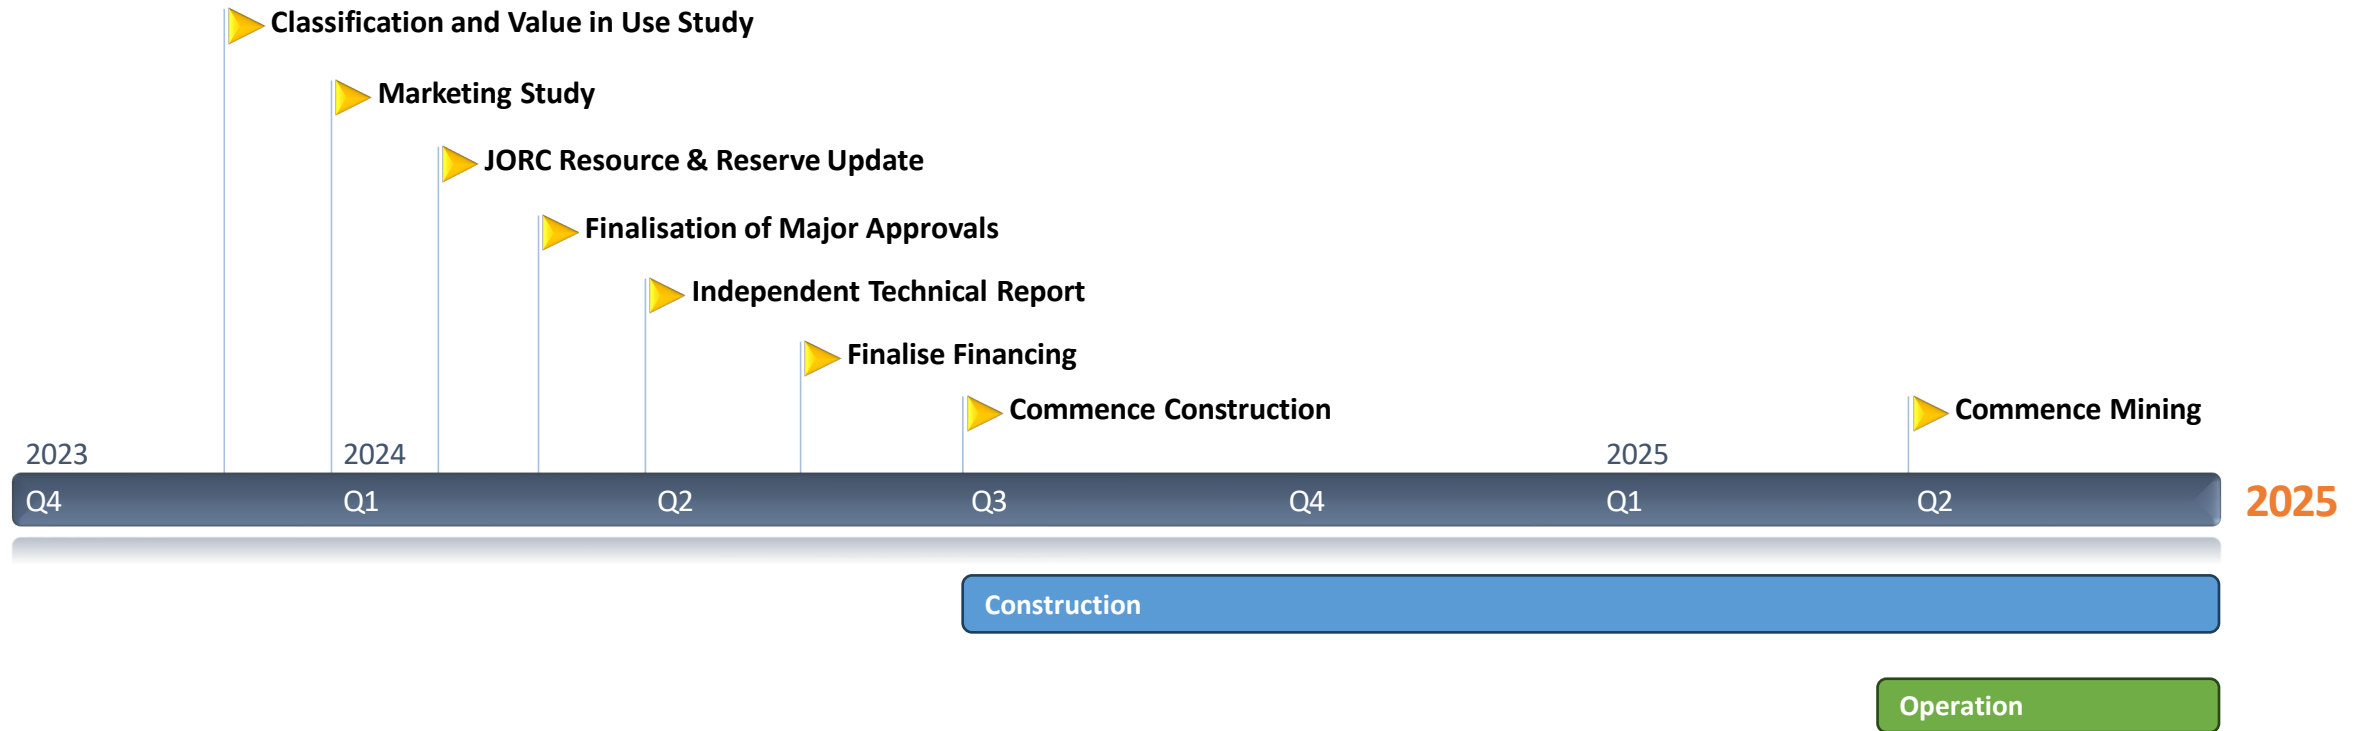 Classification and Value in Use Study
Marketing Study
JORC Resource & Reserve Update
Finalisation of Major Approvals
Independent Technical Report
Finalise Financing
Commence Construction
Commence Mining
2023 2024 2025
Q4 Q1 Q2 Q3 Q4 Q1 Q2 2025
Construction
Operation